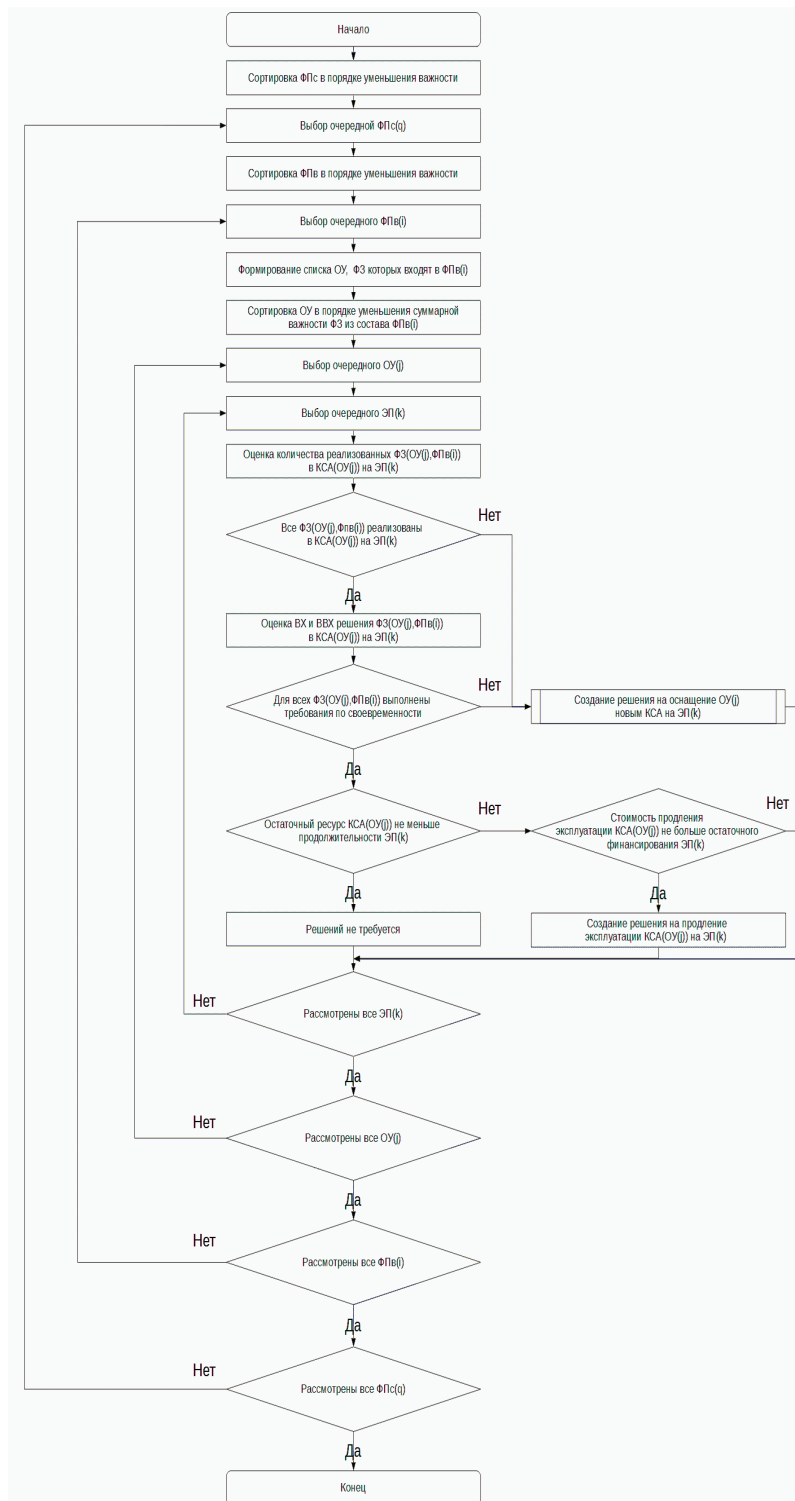 Начало
Сортировка ФПс в порядке уменьшения важности
Выбор очередной ФПс(q)
Сортировка ФПв в порядке уменьшения важности
Выбор очередного ФПв(i)
Формирование списка ОУ, ФЗ которых входят в ФПв(i)
Сортировка ОУ в порядке уменьшения суммарной
важности ФЗ из состава ФПв(i)
Выбор очередного ОУ(j)
Выбор очередного ЭП(k)
Оценка количества реализованных ФЗ(ОУ(j),ФПв(i))
в КСА(ОУ(j)) на ЭП(k)
Все ФЗ(ОУ(j),Фпв(i)) реализованы
в КСА(ОУ(j)) на ЭП(k)
Нет
Да
Оценка ВХ и ВВХ решения ФЗ(ОУ(j),ФПв(i))
в КСА(ОУ(j)) на ЭП(k)
Для всех ФЗ(ОУ(j),ФПв(i)) выполнены
требования по своевременности
Нет
Создание решения на оснащение ОУ(j)
новым КСА на ЭП(k)
Да
Остаточный ресурс КСА(ОУ(j)) не меньше
продолжительности ЭП(k)
Нет
Стоимость продления
эксплуатации КСА(ОУ(j)) не больше остаточного
финансирования ЭП(k)
Нет
Да
Да
Решений не требуется
Создание решения на продление
эксплуатации КСА(ОУ(j)) на ЭП(k)
Рассмотрены все ЭП(k)
Нет
Да
Рассмотрены все ОУ(j)
Нет
Да
Рассмотрены все ФПв(i)
Нет
Да
Рассмотрены все ФПс(q)
Нет
Да
Конец